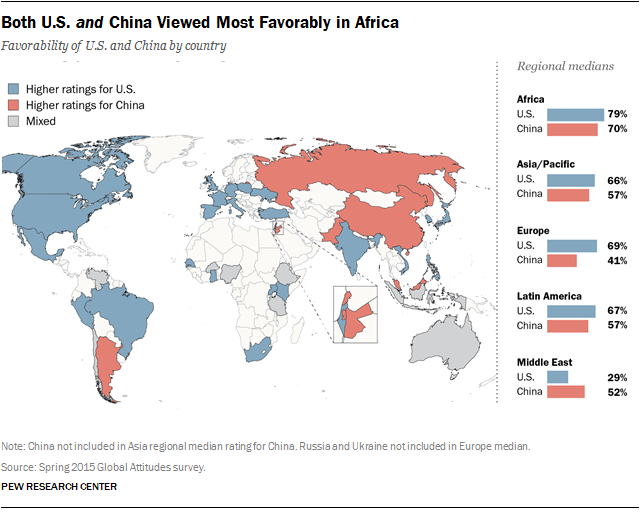 Both U.S. and China Viewed Most Favorably in Africa
Favorability of U.S. and China by country
Regional medians
Higher ratings for U.S.
Higher ratings for China
Mixed
Africa
U.S. 79%
China 70%
Asia/Pacific
U.S. 66%
China 57%
Europe
U.S. 69%
China 41%
Latin America
U.S. 67%
China 57%
Middle East
U.S. 29%
China 52%
Note: China not included in Asia regional median rating for China. Russia and Ukraine not included in Europe median.
Source: Spring 2015 Global Attitudes survey.
PEW RESEARCH CENTER